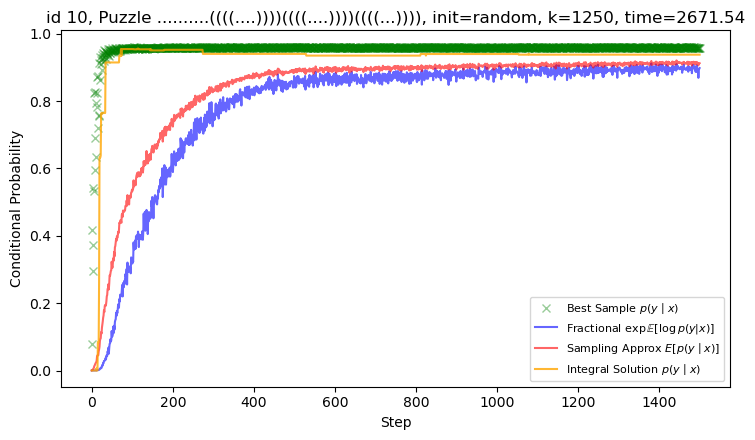 id 10, Puzzle ..........((((....))))((((....))))((((...)))), init=random, k=1250, time=2671.54
1.0
0.8
0.6
0.4
0.2
0.0
Conditional Probability
0
200
400
600
800
1000
1200
1400
Step
Best Sample p(y | x)
Fractional exp𝔼[log p(y|x)]
Sampling Approx E[p(y | x)]
Integral Solution p(y | x)